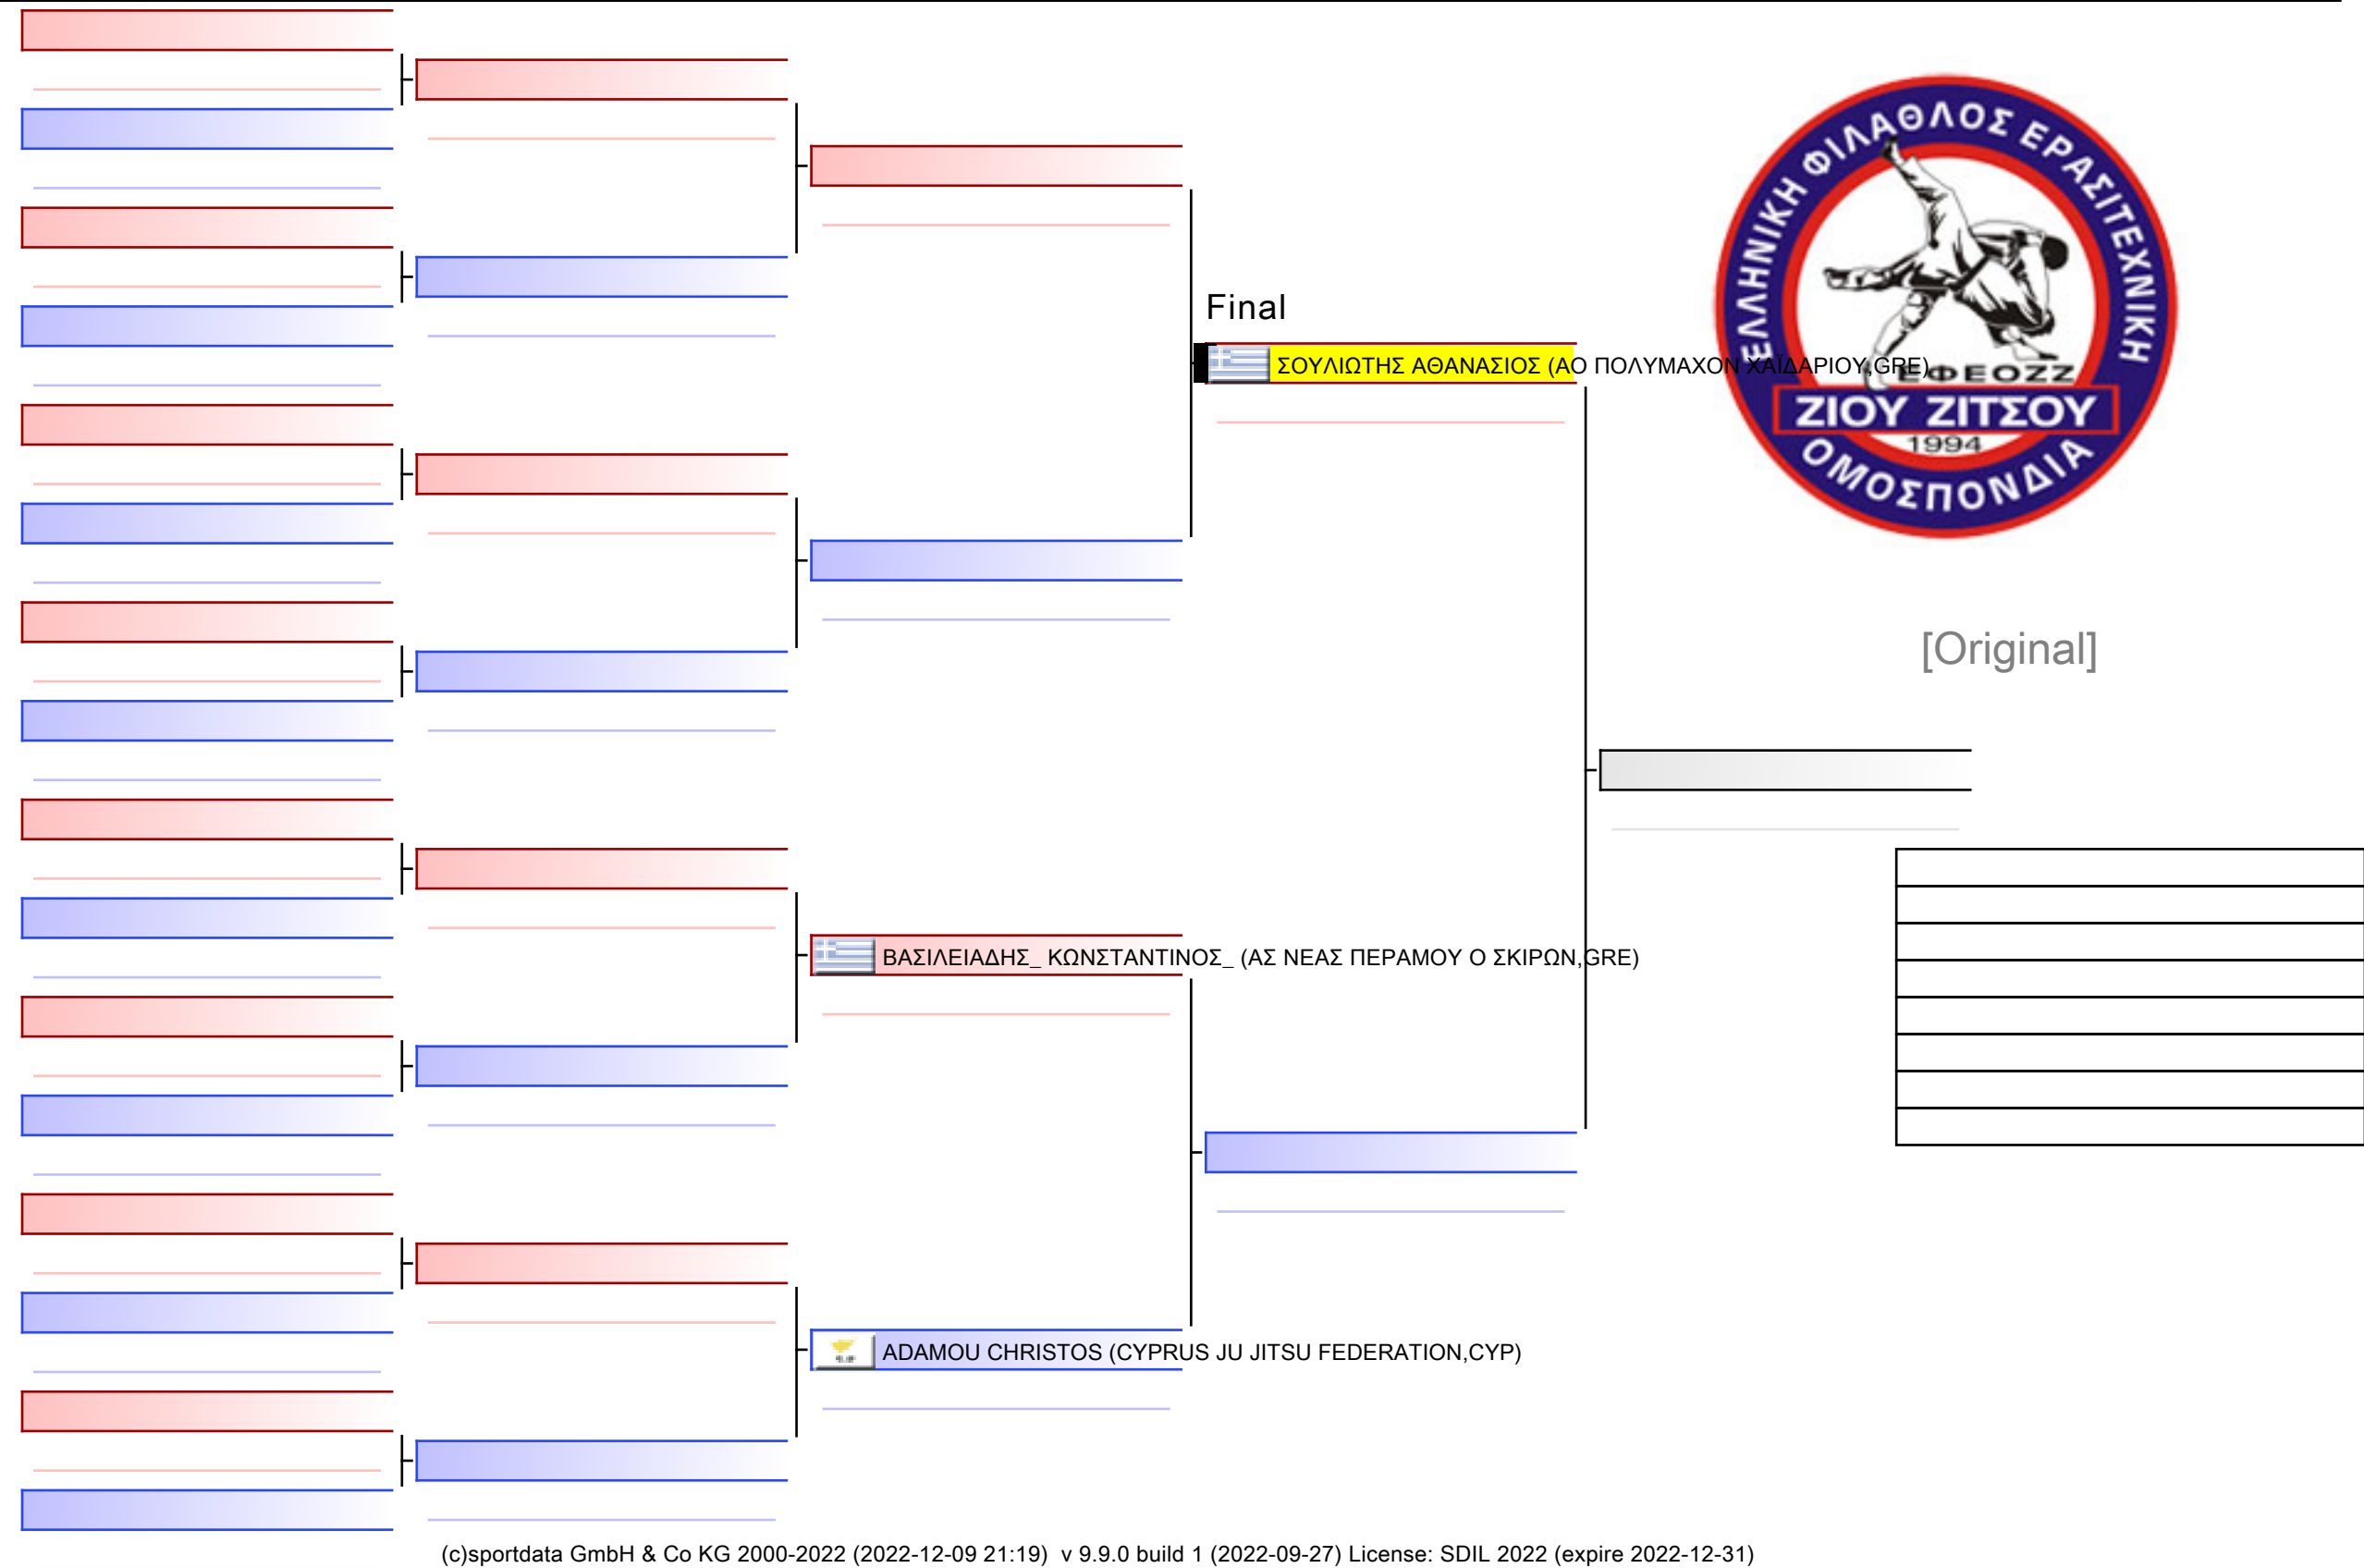 ΕΛΛΗΝΙΚΗ ΦΙΛΑΘΛΟΣ ΕΡΑΣΙΤΕΧΝΙΚΗ
Final
ΣΟΥΛΙΩΤΗΣ ΑΘΑΝΑΣΙΟΣ (ΑΟ ΠΟΛΥΜΑΧΟΝ ΧΑΪΔΑΡΙΟΥ,GRE)
ΕΦΕΟΖΖ
ΖΙΟΥ ΖΙΤΣΟΥ
1994
ΟΜΟΣΠΟΝΔΙΑ
[Original]
ΒΑΣΙΛΕΙΑΔΗΣ_ ΚΩΝΣΤΑΝΤΙΝΟΣ_ (ΑΣ ΝΕΑΣ ΠΕΡΑΜΟΥ Ο ΣΚΙΡΩΝ,GRE)
ADAMOU CHRISTOS (CYPRUS JU JITSU FEDERATION,CYP)
(c)sportdata GmbH & Co KG 2000-2022 (2022-12-09 21:19)  v 9.9.0 build 1 (2022-09-27) License: SDIL 2022 (expire 2022-12-31)